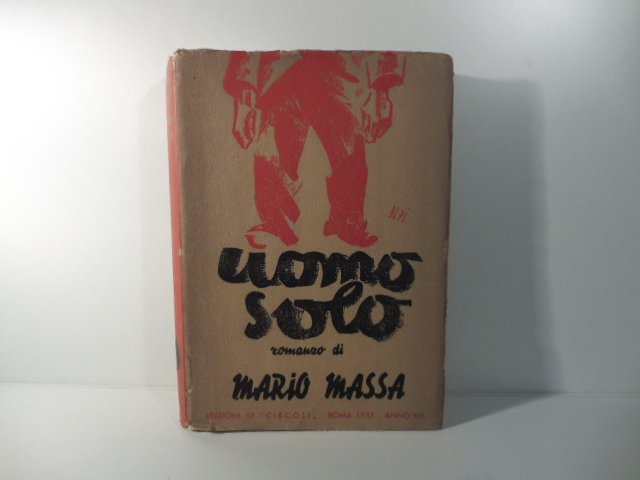 uomo
solo
romanzo di
MARIO MASSA
EDIZIONI DI "CIRCOLI" - ROMA 1935 - ANNO XIII